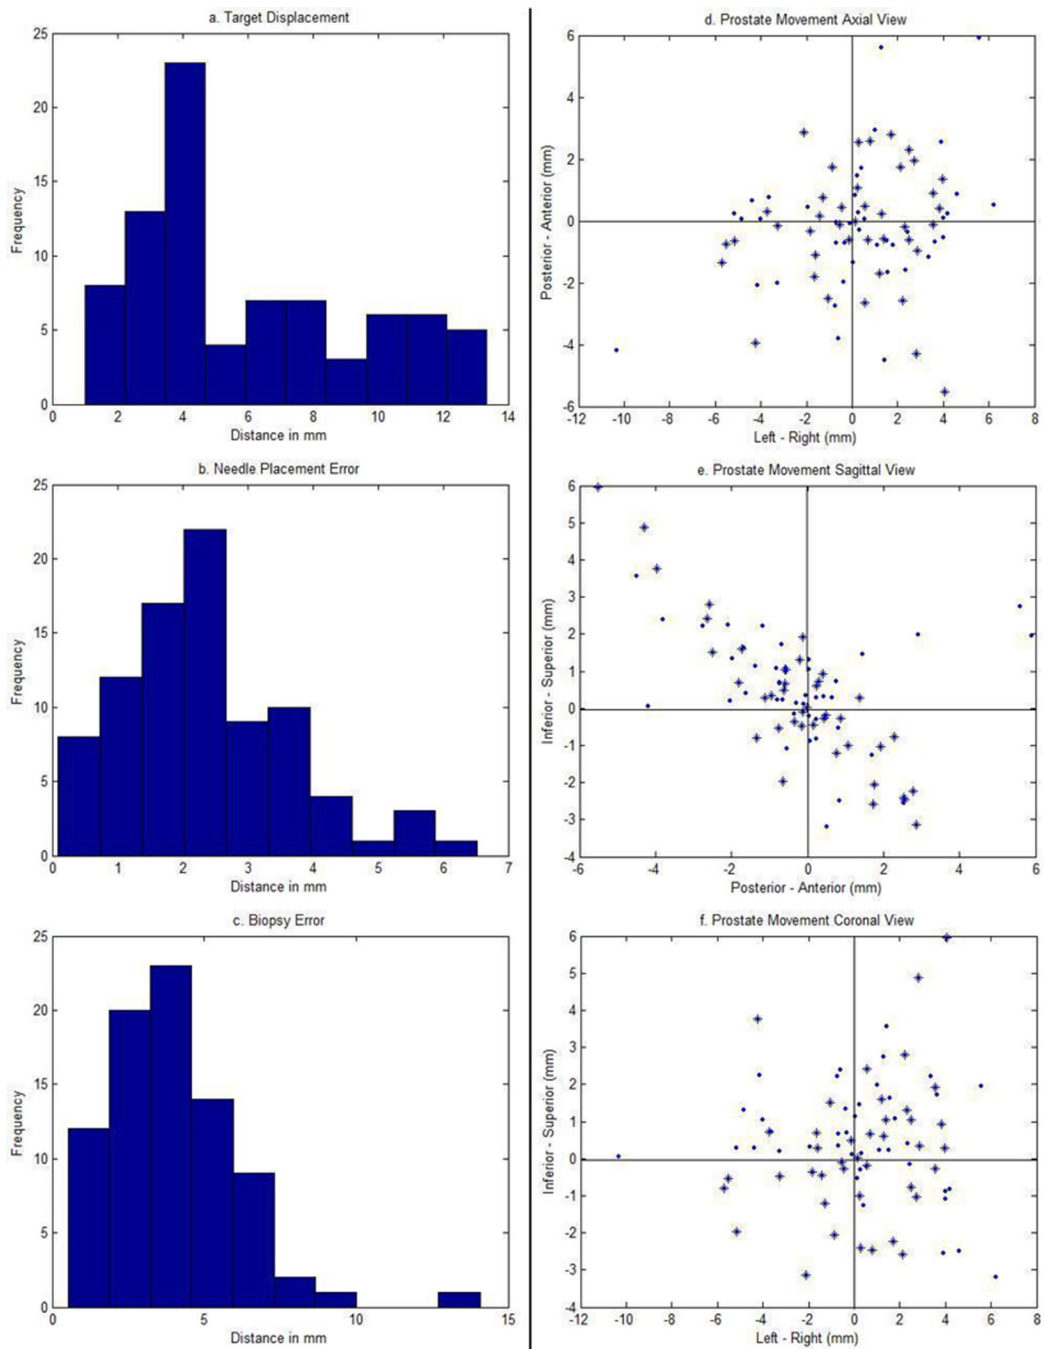 a. Target Displacement
25
20
15
10
5
0
Frequency
0 2 4 6 8 10 12 14
Distance in mm
b. Needle Placement Error
25
20
15
10
5
0
Frequency
0 1 2 3 4 5 6 7
Distance in mm
c. Biopsy Error
25
20
15
10
5
0
Frequency
0 5 10 15
Distance in mm
d. Prostate Movement Axial View
6
4
2
0
-2
-4
-6
Posterior - Anterior (mm)
-12 -10 -8 -6 -4 -2 0 2 4 6 8
Left - Right (mm)
e. Prostate Movement Sagittal View
6
5
4
3
2
1
0
-1
-2
-3
-4
Inferior - Superior (mm)
-6 -4 -2 0 2 4 6
Posterior - Anterior (mm)
f. Prostate Movement Coronal View
6
5
4
3
2
1
0
-1
-2
-3
-4
Inferior - Superior (mm)
-12 -10 -8 -6 -4 -2 0 2 4 6 8
Left - Right (mm)